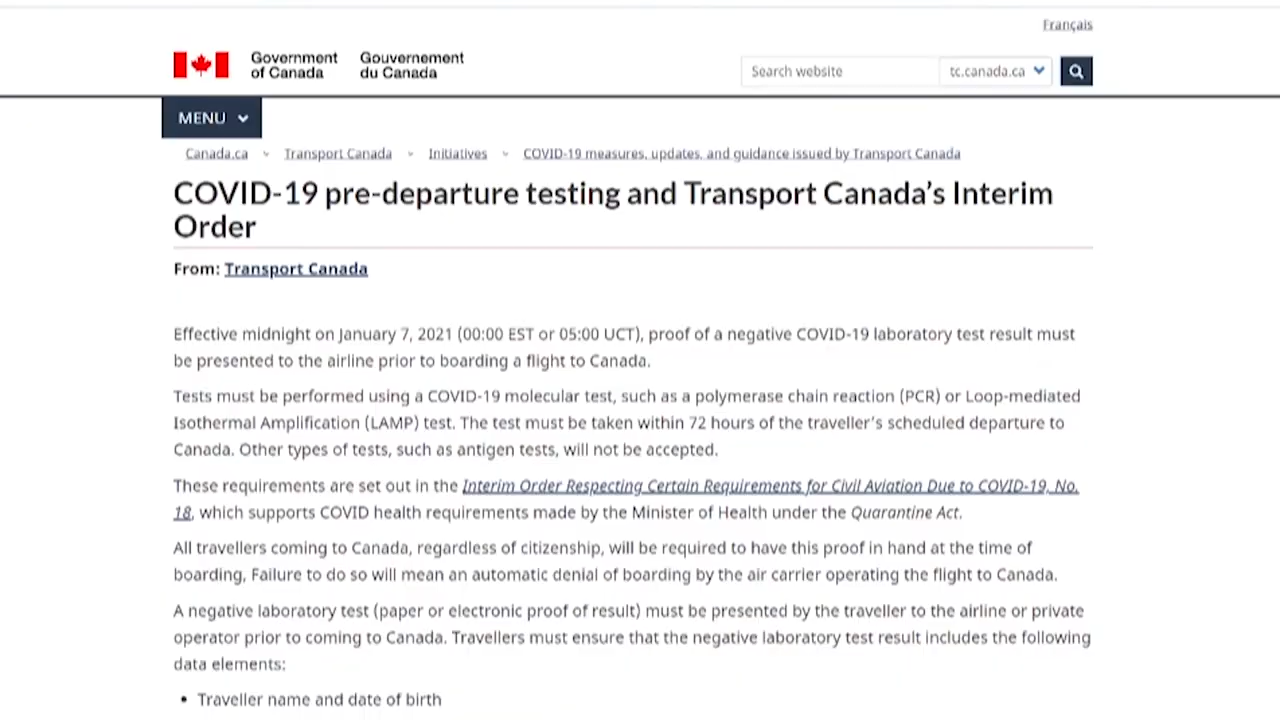 Français
Government of Canada
Gouvernement du Canada
Search website
tc.canada.ca
MENU
Canada.ca
Transport Canada
Initiatives
COVID-19 measures, updates, and guidance issued by Transport Canada
COVID-19 pre-departure testing and Transport Canada's Interim
Order
From: Transport Canada
Effective midnight on January 7, 2021 (00:00 EST or 05:00 UCT), proof of a negative COVID-19 laboratory test result must
be presented to the airline prior to boarding a flight to Canada.
Tests must be performed using a COVID-19 molecular test, such as a polymerase chain reaction (PCR) or Loop-mediated
Isothermal Amplification (LAMP) test. The test must be taken within 72 hours of the traveller's scheduled departure to
Canada. Other types of tests, such as antigen tests, will not be accepted.
These requirements are set out in the Interim Order Respecting Certain Requirements for Civil Aviation Due to COVID-19, No.
18, which supports COVID health requirements made by the Minister of Health under the Quarantine Act.
All travellers coming to Canada, regardless of citizenship, will be required to have this proof in hand at the time of
boarding, Failure to do so will mean an automatic denial of boarding by the air carrier operating the flight to Canada.
A negative laboratory test (paper or electronic proof of result) must be presented by the traveller to the airline or private
operator prior to coming to Canada. Travellers must ensure that the negative laboratory test result includes the following
data elements:
• Traveller name and date of birth